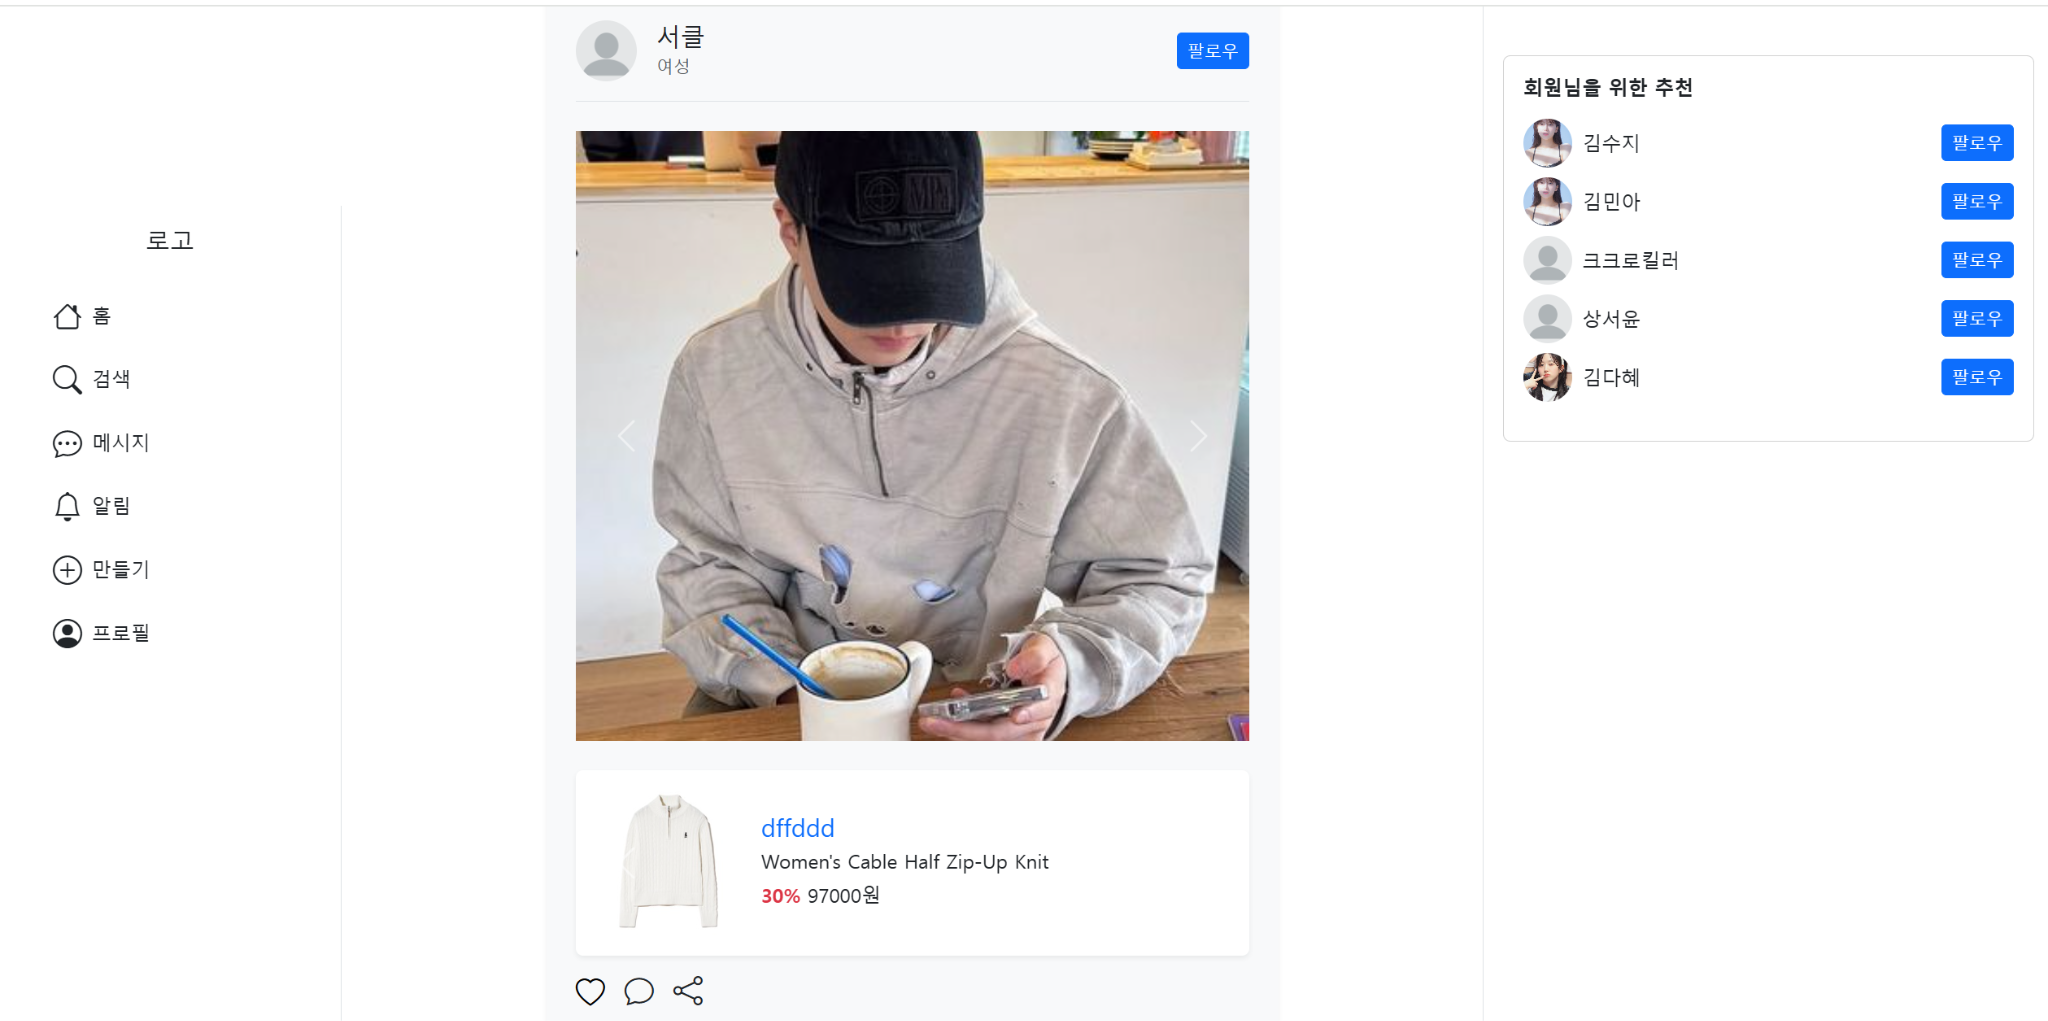 로고
홈
검색
메시지
알림
만들기
프로필
서클
여성
팔로우
MPa
dffddd
Women's Cable Half Zip-Up Knit
30% 97000원
회원님을 위한 추천
김수지 팔로우
김민아 팔로우
크크로킬러 팔로우
상서윤 팔로우
김다혜 팔로우